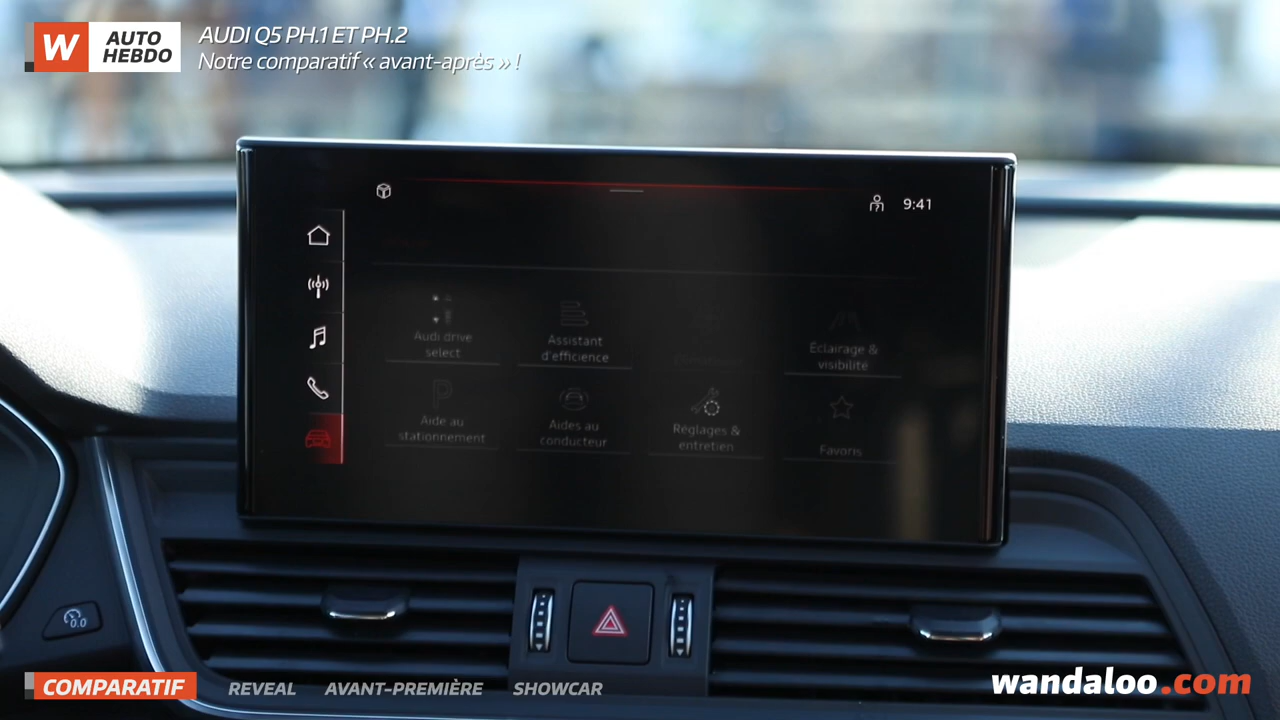 W AUTO HEBDO
AUDI Q5 PH.1 ET PH.2
Notre comparatif « avant-après » !
9:41
Audi drive
select
Assistant
d'efficience
Éclairage &
visibilité
Aide au
stationnement
Aides au
conducteur
Réglages &
entretien
Favoris
0.0
COMPARATIF REVEAL AVANT-PREMIÈRE SHOWCAR
wandaloo.com